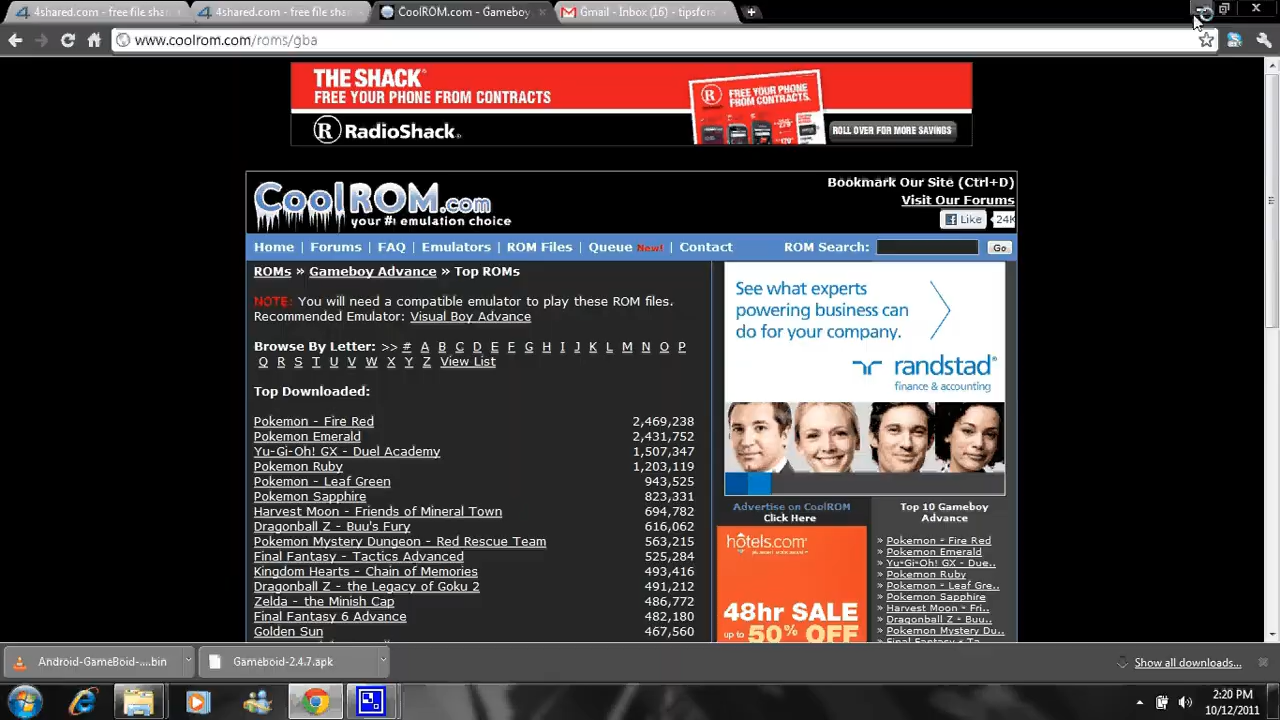 4shared.com - free file shar
4shared.com - free file shar
CoolROM.com - Gameboy
Gmail - Inbox (16) - tipsfor
www.coolrom.com/roms/gba
THE SHACK®
FREE YOUR PHONE FROM CONTRACTS
R RadioShack.
R FREE YOUR PHONE FROM CONTRACTS.
ROLL OVER FOR MORE SAVINGS
CoolROM.com
your #1 emulation choice
Bookmark Our Site (Ctrl+D)
Visit Our Forums
Like 24K
Home | Forums | FAQ | Emulators | ROM Files | Queue New! | Contact
ROM Search: Go
ROMs » Gameboy Advance » Top ROMs
NOTE: You will need a compatible emulator to play these ROM files.
Recommended Emulator: Visual Boy Advance
Browse By Letter: >> # A B C D E F G H I J K L M N O P
Q R S T U V W X Y Z View List
Top Downloaded:
Pokemon - Fire Red 2,469,238
Pokemon Emerald 2,431,752
Yu-Gi-Oh! GX - Duel Academy 1,507,347
Pokemon Ruby 1,203,119
Pokemon - Leaf Green 943,525
Pokemon Sapphire 823,331
Harvest Moon - Friends of Mineral Town 694,782
Dragonball Z - Buu's Fury 616,062
Pokemon Mystery Dungeon - Red Rescue Team 563,215
Final Fantasy - Tactics Advanced 525,284
Kingdom Hearts - Chain of Memories 493,416
Dragonball Z - the Legacy of Goku 2 491,212
Zelda - the Minish Cap 486,772
Final Fantasy 6 Advance 482,180
Golden Sun 467,560
See what experts
powering business can
do for your company.
randstad®
finance & accounting
Advertise on CoolROM
Click Here
hotels.com™
48hr SALE
up to 50% OFF
Top 10 Gameboy
Advance
» Pokemon - Fire Red
» Pokemon Emerald
» Yu-Gi-Oh! GX - Due..
» Pokemon Ruby
» Pokemon - Leaf Gre..
» Pokemon Sapphire
» Harvest Moon - Fri..
» Dragonball Z - Buu..
» Pokemon Mystery Du..
» Final Fantasy - Ta..
Android-GameBoid-....bin
Gameboid-2.4.7.apk
Show all downloads...
2:20 PM
10/12/2011